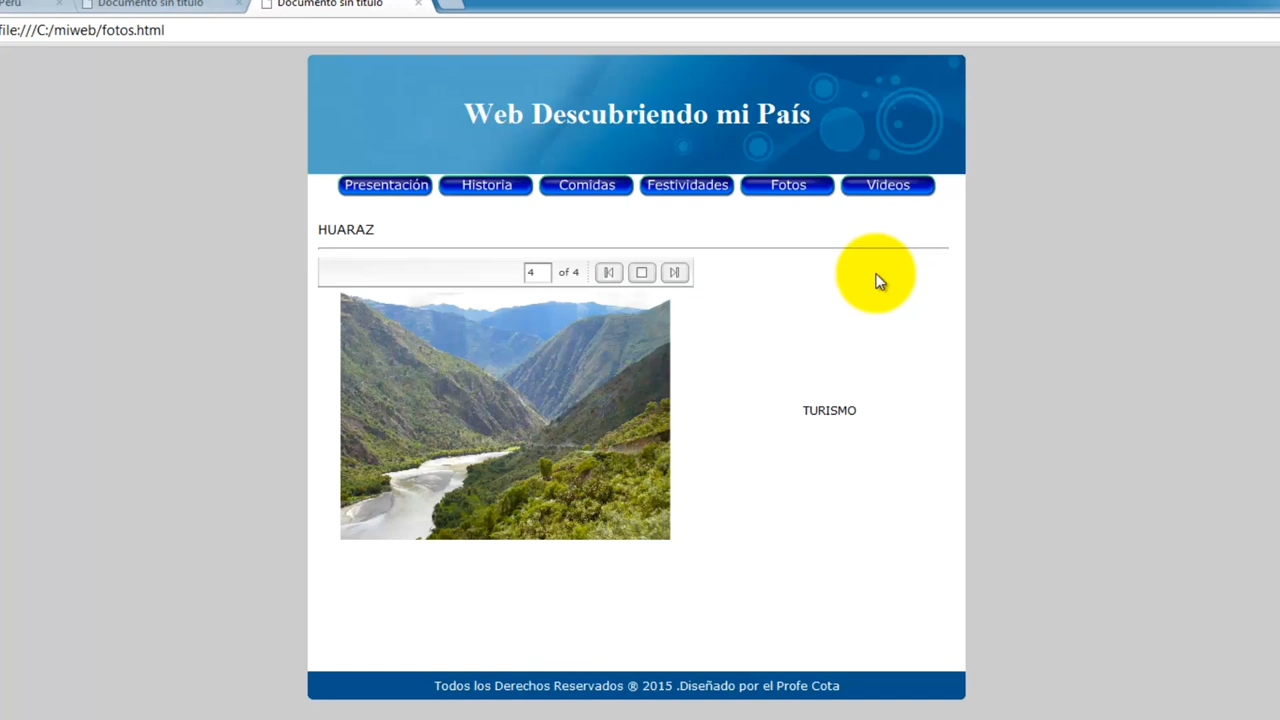 Perú
Documento sin título
Documento sin título
file:///C:/miweb/fotos.html
Web Descubriendo mi País
Presentación Historia Comidas Festividades Fotos Videos
HUARAZ
4 of 4
TURISMO
Todos los Derechos Reservados ® 2015 .Diseñado por el Profe Cota